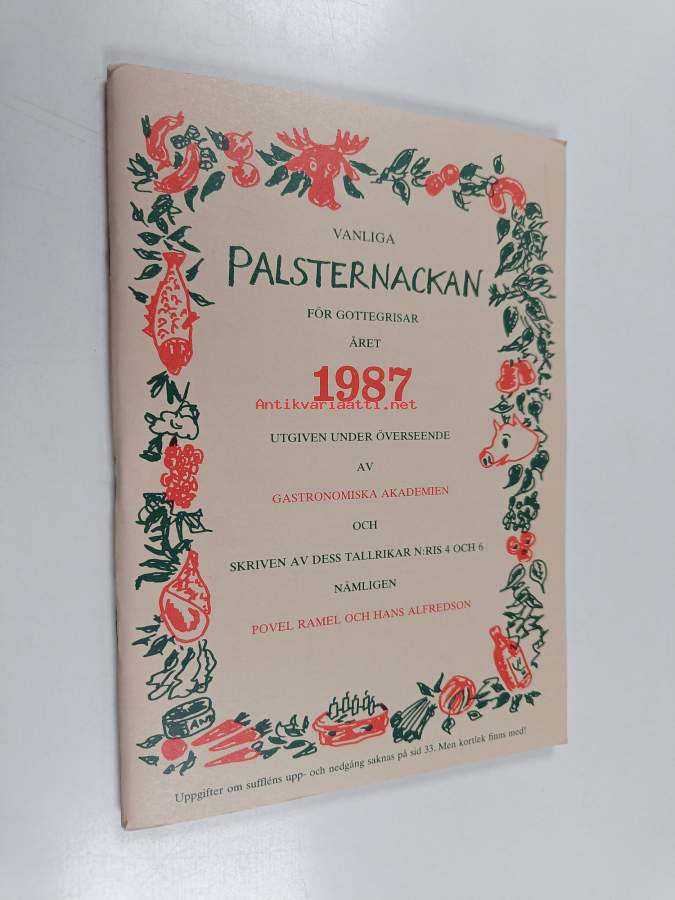 VANLIGA
PALSTERNACKAN
FÖR GOTTEGRISAR
ÅRET
1987
Antikvariaatti.net
UTGIVEN UNDER ÖVERSEENDE
AV
GASTRONOMISKA AKADEMIEN
OCH
SKRIVEN AV DESS TALLRIKAR N:RIS 4 OCH 6
NÄMLIGEN
POVEL RAMEL OCH HANS ALFREDSON
Uppgifter om suffléns upp- och nedgång saknas på sid 33. Men kortlek finns med!